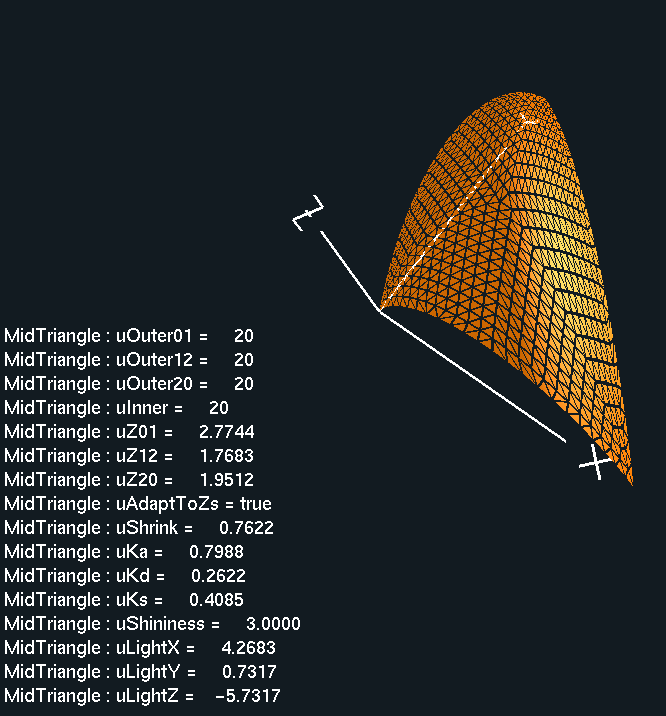 Y
Z
MidTriangle : uOuter01 = 20
MidTriangle : uOuter12 = 20
MidTriangle : uOuter20 = 20
MidTriangle : uInner = 20
MidTriangle : uZ01 = 2.7744
MidTriangle : uZ12 = 1.7683
X
MidTriangle : uZ20 = 1.9512
MidTriangle : uAdaptToZs = true
MidTriangle : uShrink = 0.7622
MidTriangle : uKa = 0.7988
MidTriangle : uKd = 0.2622
MidTriangle : uKs = 0.4085
MidTriangle : uShininess = 3.0000
MidTriangle : uLightX = 4.2683
MidTriangle : uLightY = 0.7317
MidTriangle : uLightZ = −5.7317